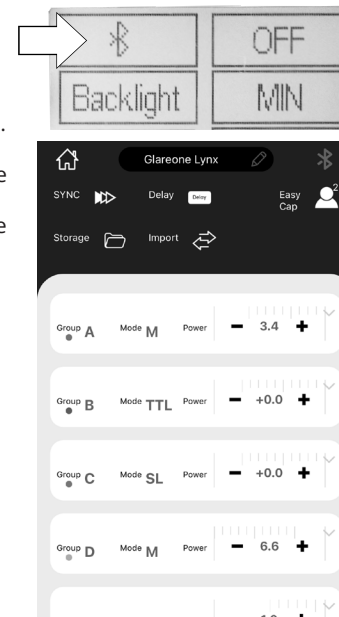 OFF
Backlight MIN
.
e
e
Glareone Lynx
SYNC Delay Delay Easy Cap 2
Storage Import
Group A Mode M Power − 3.4 +
Group B Mode TTL Power − +0.0 +
Group C Mode SL Power − +0.0 +
Group D Mode M Power − 6.6 +